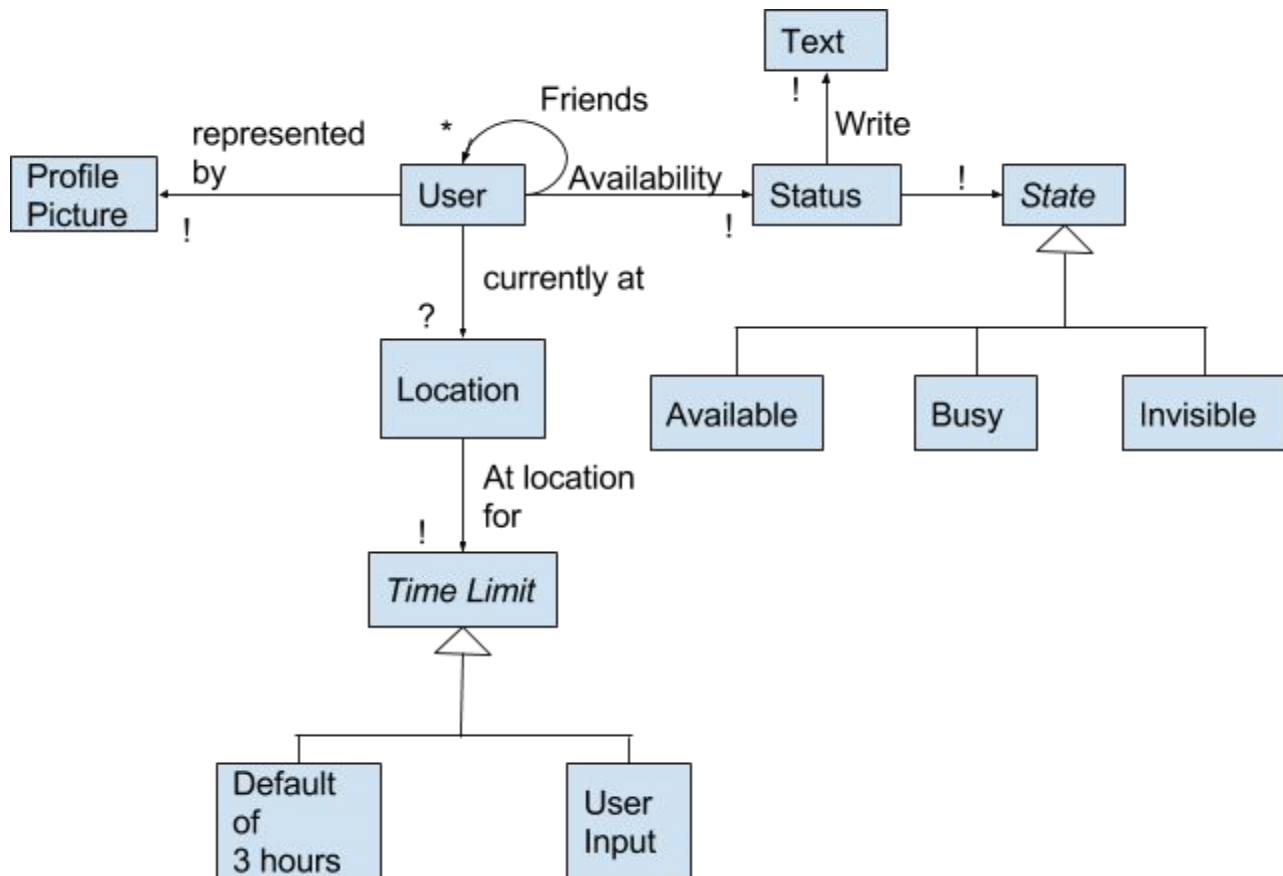 Text
!
Write
Friends
*
represented
by
Profile
Picture
!
User
Availability
!
Status
!
State
currently at
?
Location
Available
Busy
Invisible
At location
for
!
Time Limit
Default
of
3 hours
User
Input